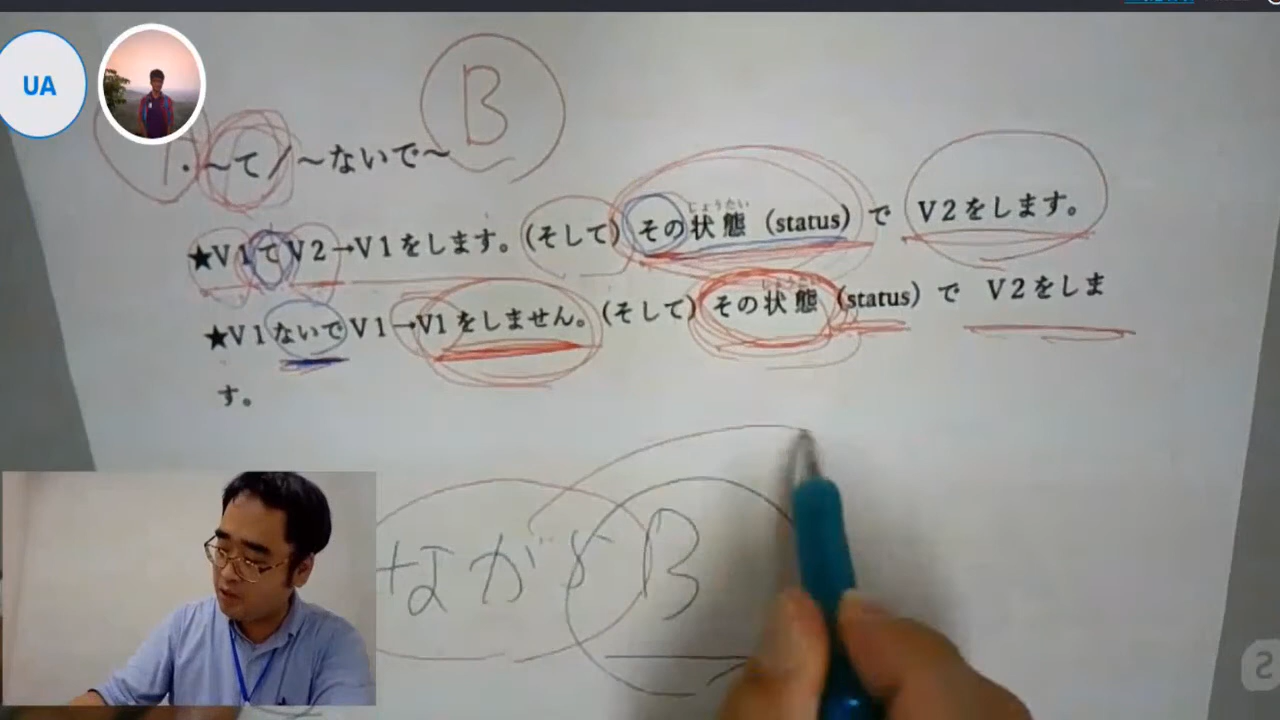 UA
B
1. ～て／～ないで～
★V1てV2→V1をします。(そして) その状態 (status) で V2をします。
じょうたい
★V1ないでV1→V1をしません。(そして) その状態 (status) で V2をしま
じょうたい
す。
なが
B